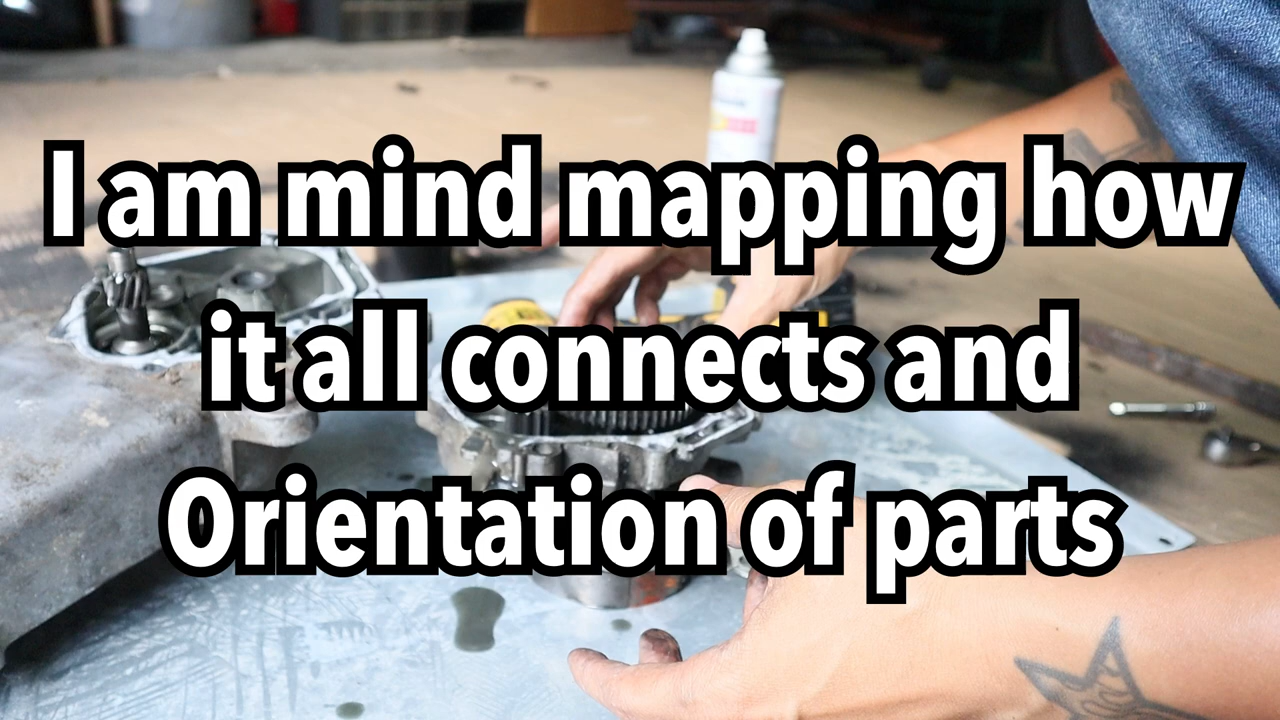 I am mind mapping how
it all connects and
Orientation of parts